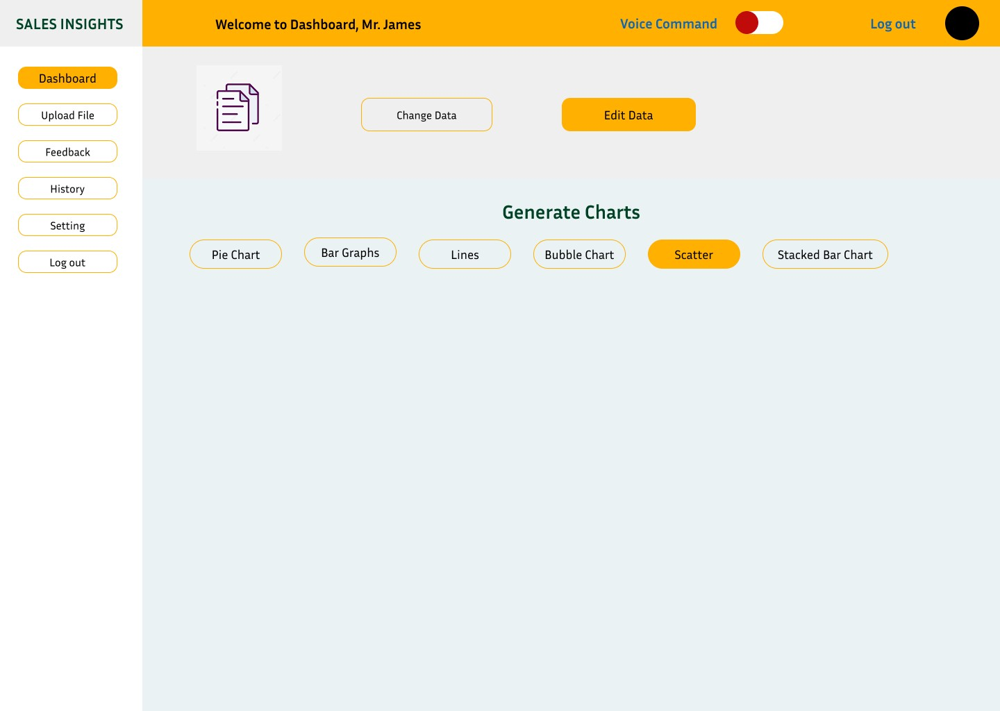 SALES INSIGHTS
Welcome to Dashboard, Mr. James
Voice Command
Log out
Dashboard
Upload File
Feedback
History
Setting
Log out
Change Data
Edit Data
Generate Charts
Pie Chart
Bar Graphs
Lines
Bubble Chart
Scatter
Stacked Bar Chart